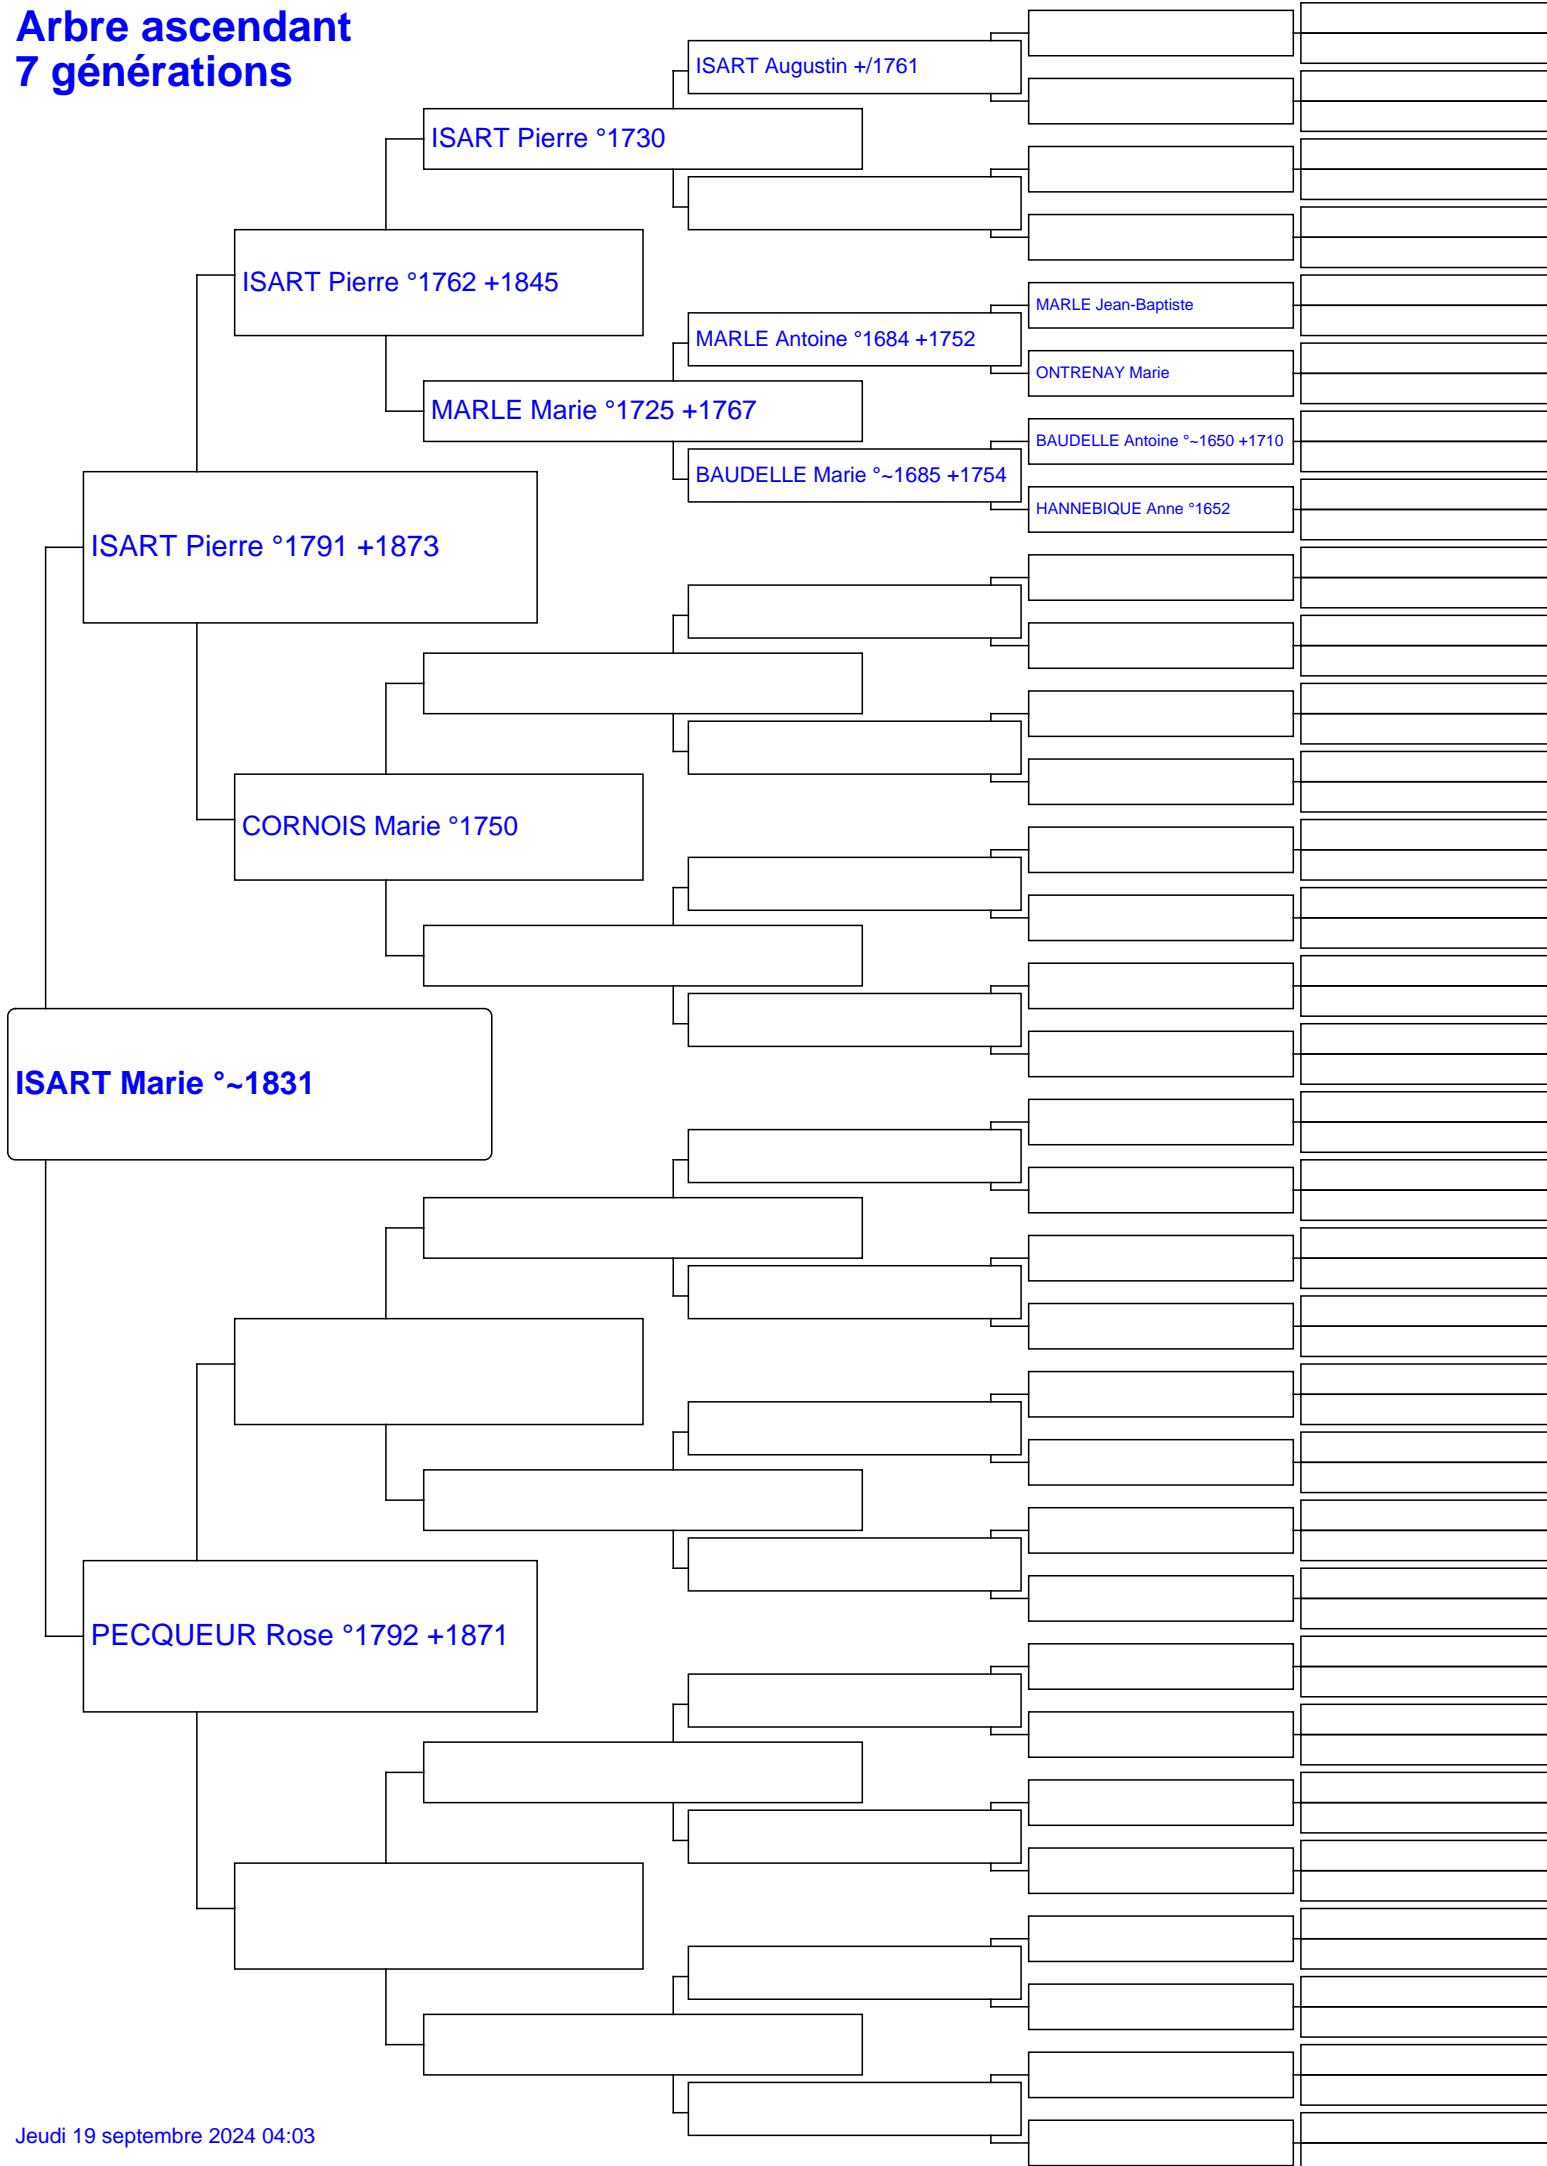 Arbre ascendant
7 générations
ISART Augustin +/1761
ISART Pierre °1730
ISART Pierre °1762 +1845
MARLE Jean-Baptiste
MARLE Antoine °1684 +1752
ONTRENAY Marie
MARLE Marie °1725 +1767
BAUDELLE Antoine °~1650 +1710
BAUDELLE Marie °~1685 +1754
HANNEBIQUE Anne °1652
ISART Pierre °1791 +1873
CORNOIS Marie °1750
ISART Marie °~1831
PECQUEUR Rose °1792 +1871
Jeudi 19 septembre 2024 04:03